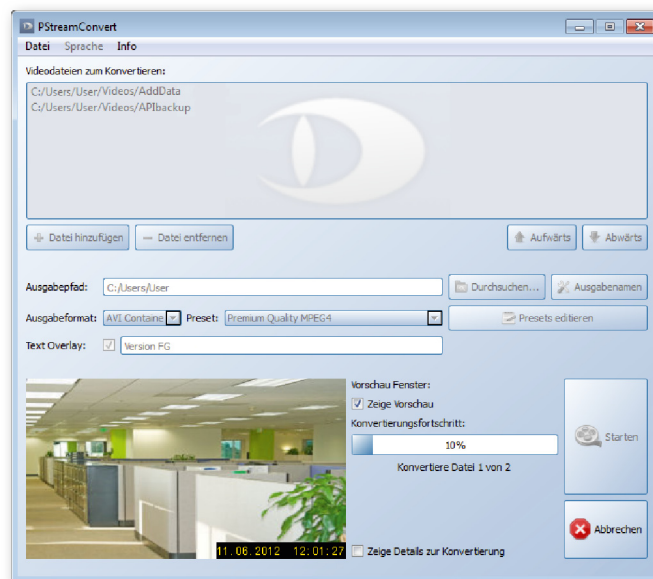 PStreamConvert
Datei Sprache Info
Videodateien zum Konvertieren:
C:/Users/User/Videos/AddData
C:/Users/User/Videos/APIbackup
Datei hinzufügen Datei entfernen Aufwärts Abwärts
Ausgabepfad: C:/Users/User Durchsuchen... Ausgabenamen
Ausgabeformat: AVI Containe Preset: Premium Quality MPEG4 Presets editieren
Text Overlay: Version FG
Vorschau Fenster:
Zeige Vorschau
Konvertierungsfortschritt:
10%
Starten
Konvertiere Datei 1 von 2
Abbrechen
11.06.2012 12:01:27 Zeige Details zur Konvertierung